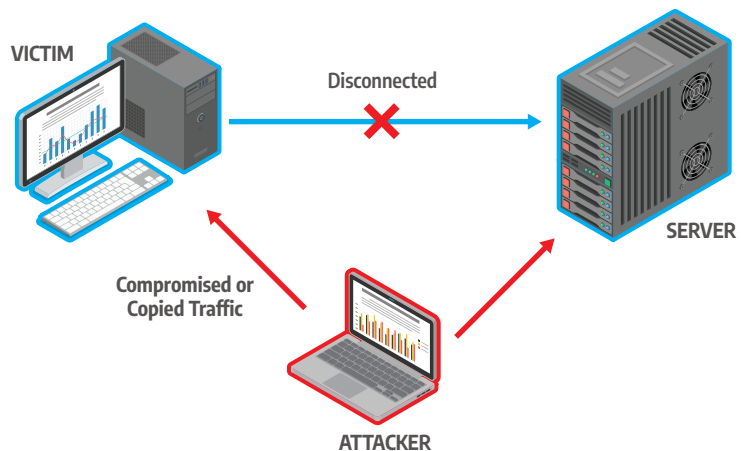 VICTIM
Disconnected
SERVER
Compromised or
Copied Traffic
ATTACKER